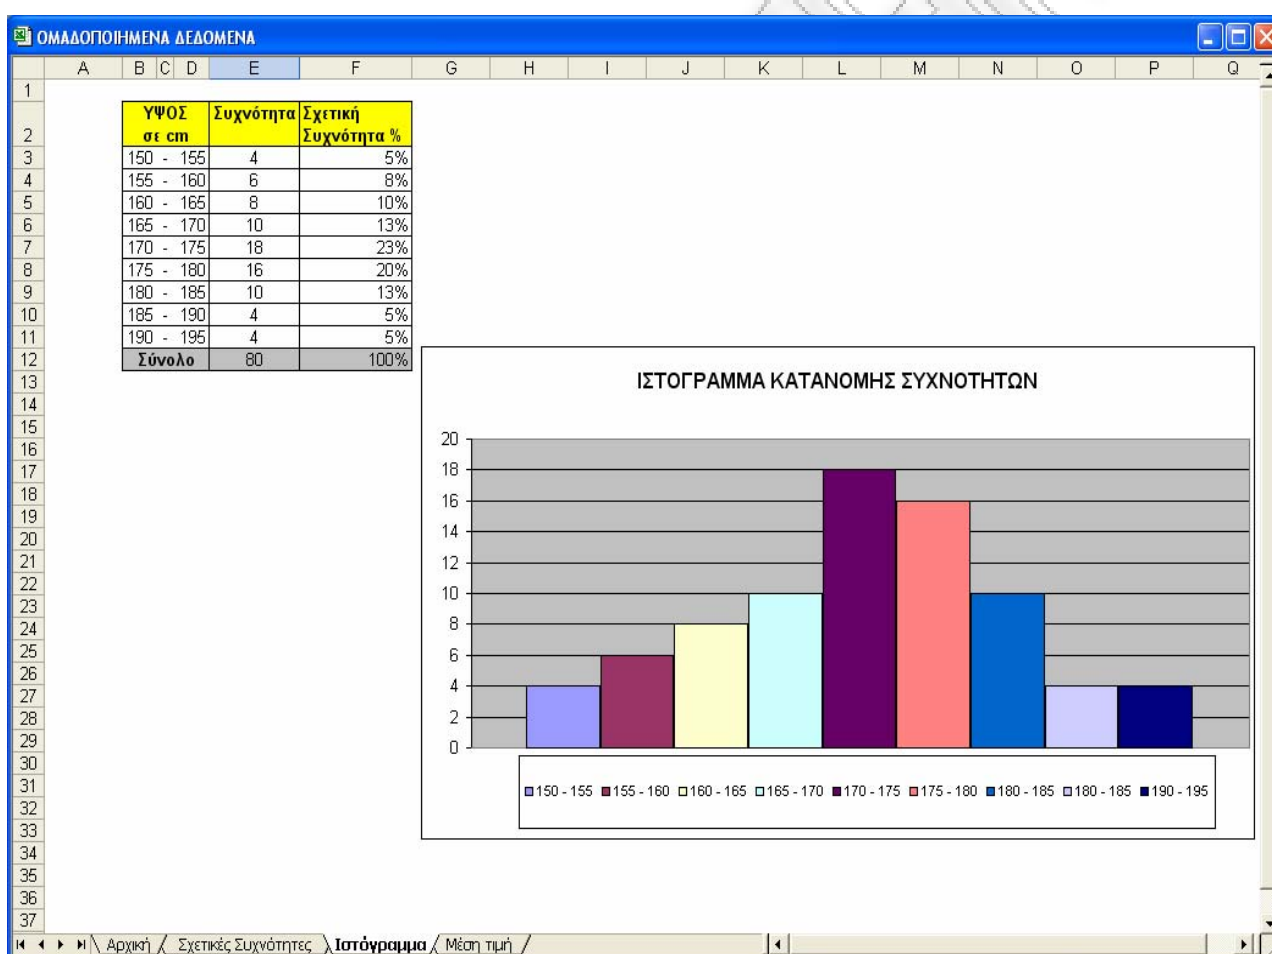 ΟΜΑΔΟΠΟΙΗΜΕΝΑ ΔΕΔΟΜΕΝΑ
A B C D E F G H I J K L M N O P Q
1
2 ΥΨΟΣ σε cm Συχνότητα Σχετική Συχνότητα %
3 150 - 155 4 5%
4 155 - 160 6 8%
5 160 - 165 8 10%
6 165 - 170 10 13%
7 170 - 175 18 23%
8 175 - 180 16 20%
9 180 - 185 10 13%
10 185 - 190 4 5%
11 190 - 195 4 5%
12 Σύνολο 80 100%
13
14
15
16
17
18
19
20
21
22
23
24
25
26
27
28
29
30
31
32
33
34
35
36
37
ΙΣΤΟΓΡΑΜΜΑ ΚΑΤΑΝΟΜΗΣ ΣΥΧΝΟΤΗΤΩΝ
20
18
16
14
12
10
8
6
4
2
0
150 - 155 155 - 160 160 - 165 165 - 170 170 - 175 175 - 180 180 - 185 180 - 185 190 - 195
Αρχική Σχετικές Συχνότητες Ιστόγραμμα Μέση τιμή